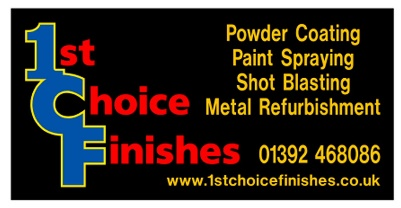 1st
Choice
Finishes
Powder Coating
Paint Spraying
Shot Blasting
Metal Refurbishment
01392 468086
www.1stchoicefinishes.co.uk